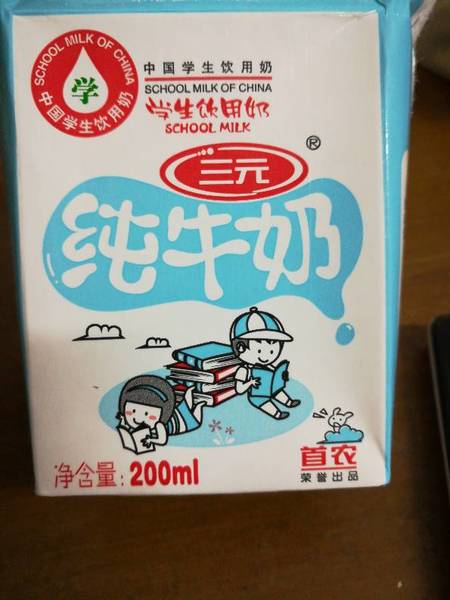 SCHOOL MILK OF CHINA
学
中国学生饮用奶
中国学生饮用奶
SCHOOL MILK OF CHINA
学生饮用奶
SCHOOL MILK
三元®
纯牛奶
净含量:200ml
首农
荣誉出品